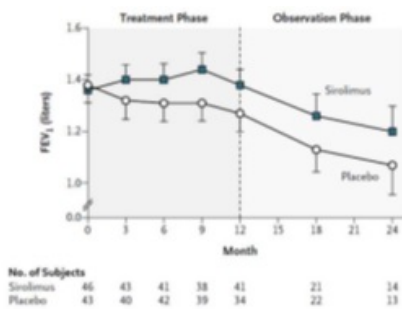 Treatment Phase Observation Phase
1.6
1.4
1.2
1.0
0.0
FEV₁ (liters)
Sirolimus
Placebo
0 3 6 9 12 15 18 21 24
Month
No. of Subjects
Sirolimus 46 43 41 38 41 21 14
Placebo 43 40 42 39 34 22 13